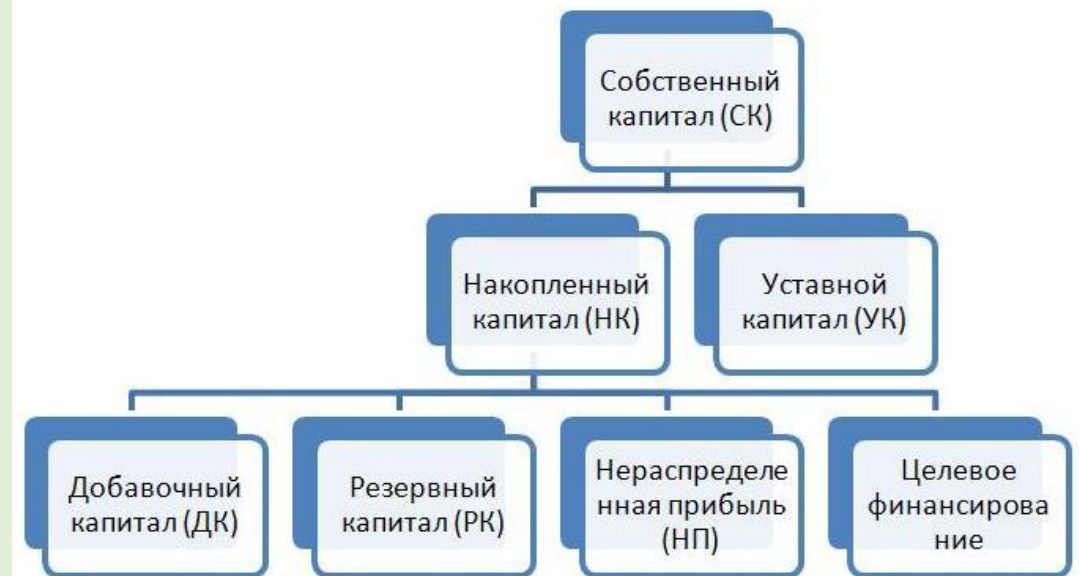 Собственный
капитал (СК)
Накопленный
капитал (НК)
Уставной
капитал (УК)
Добавочный
капитал (ДК)
Резервный
капитал (РК)
Нераспределе
нная прибыль
(НП)
Целевое
финансирова
ние